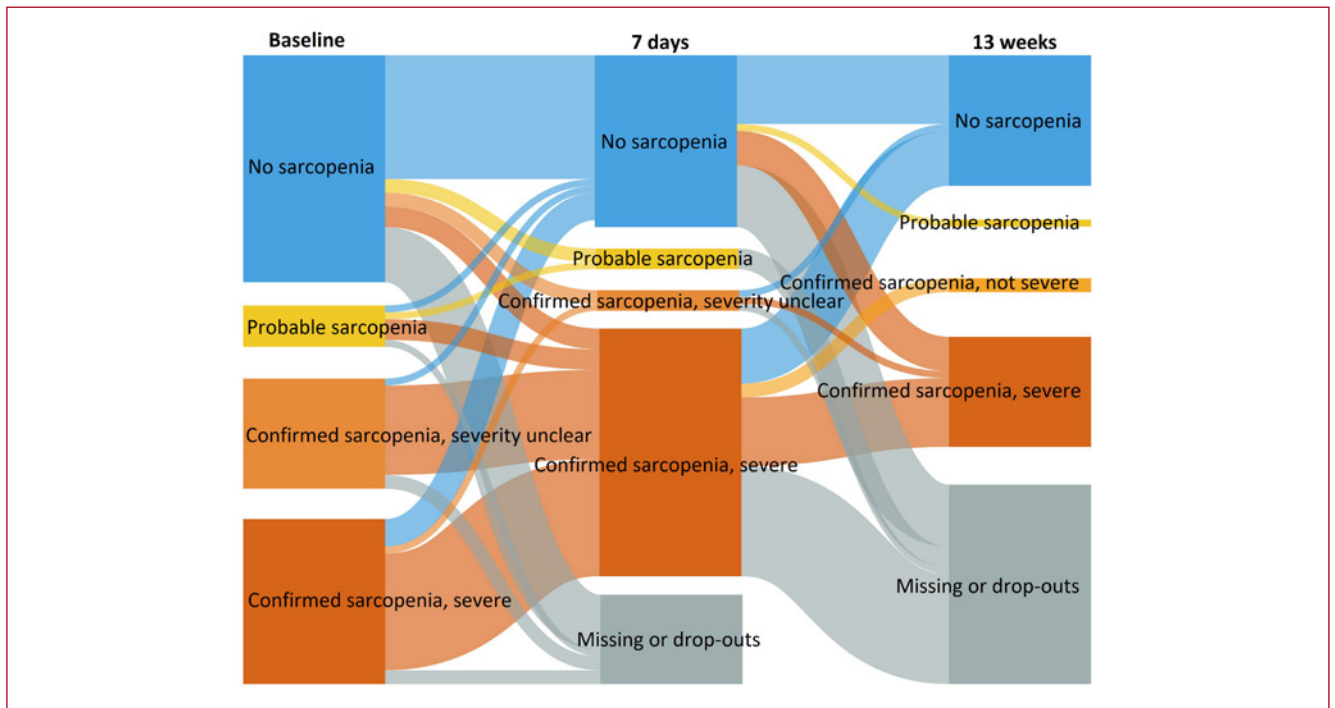 Baseline
7 days
13 weeks
No sarcopenia
Probable sarcopenia
Confirmed sarcopenia, severity unclear
Confirmed sarcopenia, severe
No sarcopenia
Probable sarcopenia
Confirmed sarcopenia, severity unclear
Confirmed sarcopenia, severe
Missing or drop-outs
No sarcopenia
Probable sarcopenia
Confirmed sarcopenia, not severe
Confirmed sarcopenia, severe
Missing or drop-outs